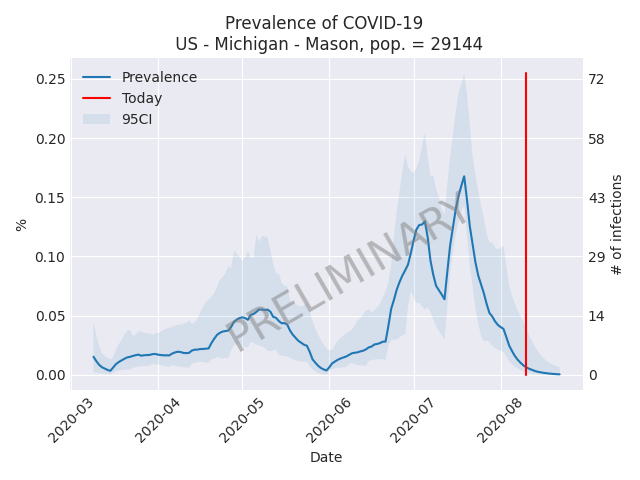 Prevalence of COVID-19
US - Michigan - Mason, pop. = 29144
Prevalence
Today
95CI
PRELIMINARY
%
0.25
0.20
0.15
0.10
0.05
0.00
72
58
43
29
14
0
# of infections
2020-03
2020-04
2020-05
2020-06
2020-07
2020-08
Date